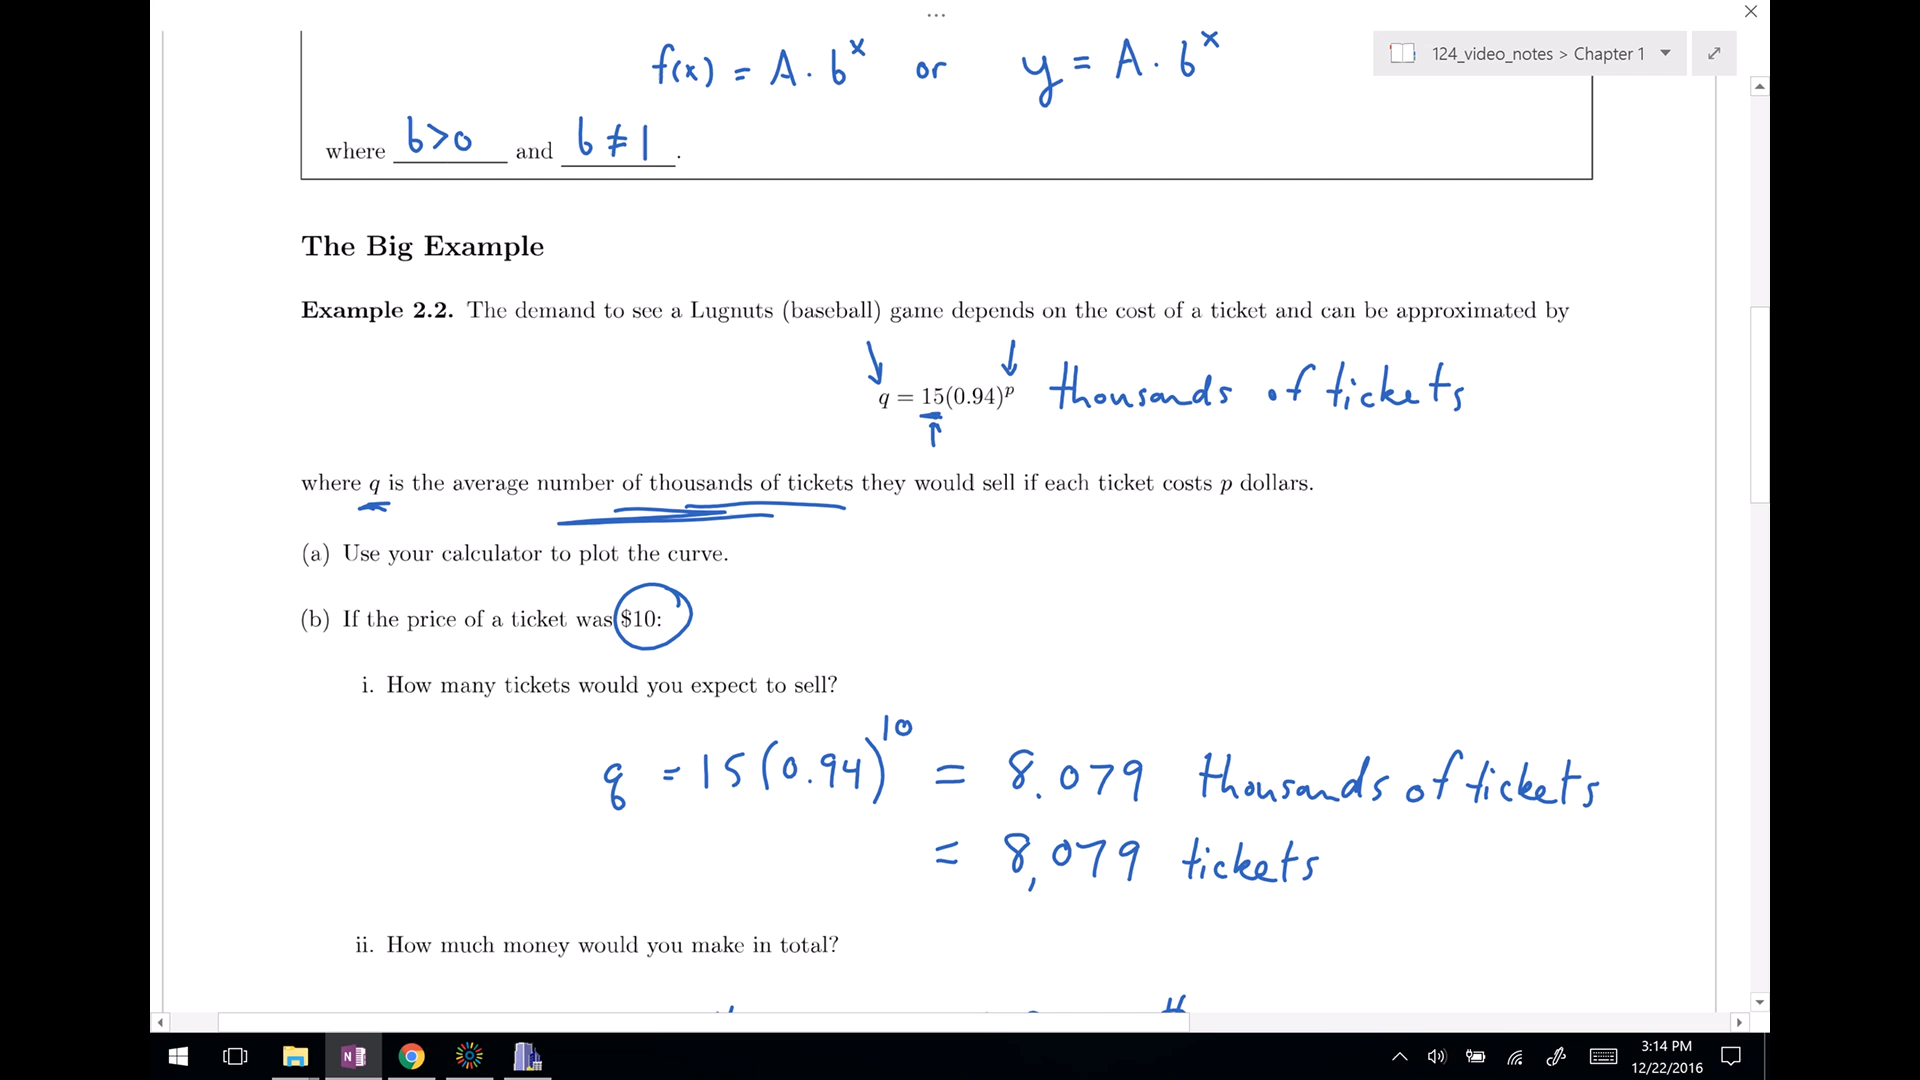 ...
124_video_notes > Chapter 1
f(x) = A · b^x or y = A · b^x
where b>0 and b ≠ 1.
The Big Example
Example 2.2. The demand to see a Lugnuts (baseball) game depends on the cost of a ticket and can be approximated by
q = 15(0.94)^p thousands of tickets
where q is the average number of thousands of tickets they would sell if each ticket costs p dollars.
(a) Use your calculator to plot the curve.
(b) If the price of a ticket was $10:
i. How many tickets would you expect to sell?
q = 15(0.94)^10 = 8.079 thousands of tickets
= 8,079 tickets
ii. How much money would you make in total?
3:14 PM
12/22/2016